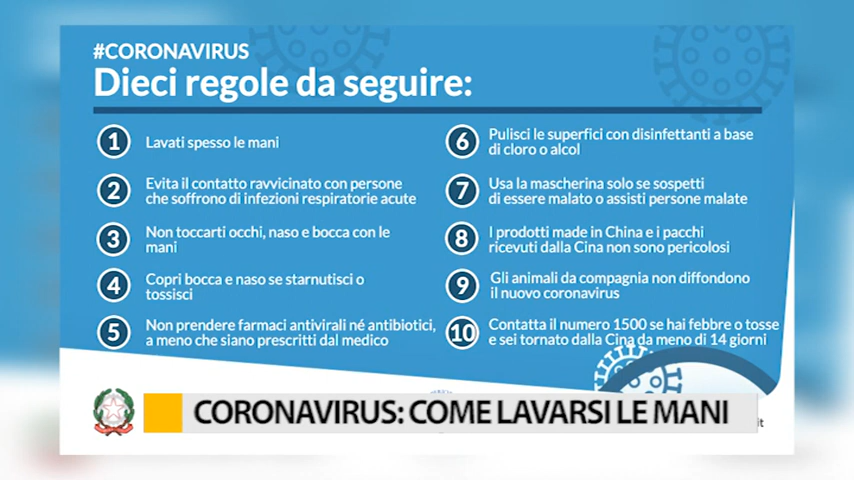 #CORONAVIRUS
Dieci regole da seguire:
1
Lavati spesso le mani
2
Evita il contatto ravvicinato con persone
che soffrono di infezioni respiratorie acute
3
Non toccarti occhi, naso e bocca con le
mani
4
Copri bocca e naso se starnutisci o
tossisci
5
Non prendere farmaci antivirali né antibiotici,
a meno che siano prescritti dal medico
6
Pulisci le superfici con disinfettanti a base
di cloro o alcol
7
Usa la mascherina solo se sospetti
di essere malato o assisti persone malate
8
I prodotti made in China e i pacchi
ricevuti dalla Cina non sono pericolosi
9
Gli animali da compagnia non diffondono
il nuovo coronavirus
10
Contatta il numero 1500 se hai febbre o tosse
e sei tornato dalla Cina da meno di 14 giorni
CORONAVIRUS: COME LAVARSI LE MANI
it